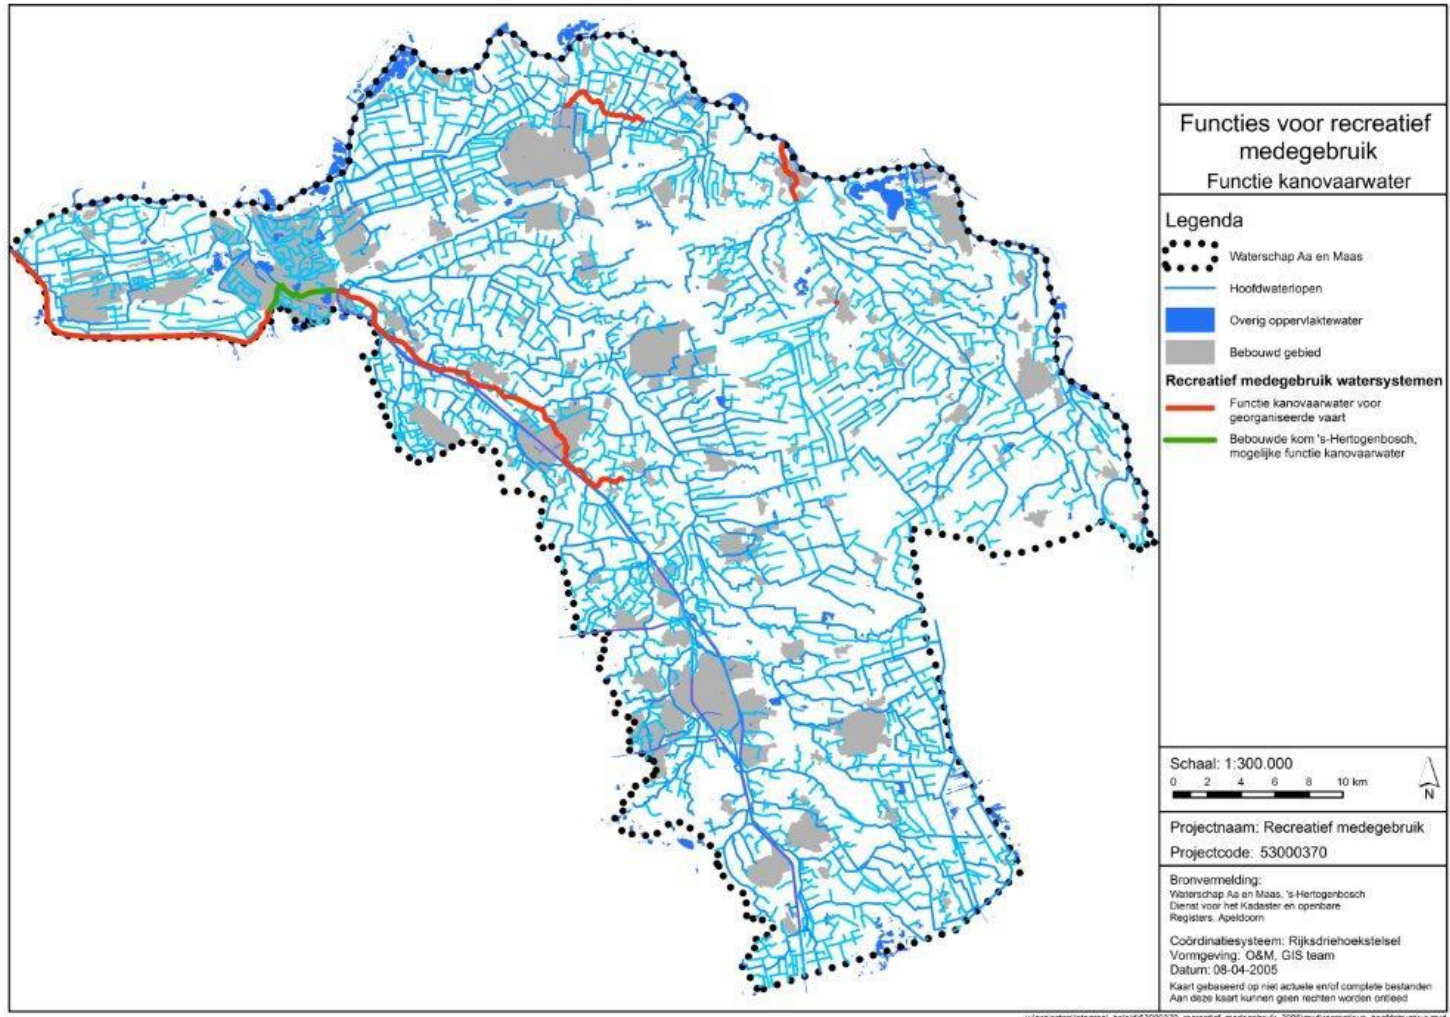 Functies voor recreatief
medegebruik
Functie kanovaarwater
Legenda
Waterschap Aa en Maas
Hoofdwaterlopen
Overig oppervlaktewater
Bebouwd gebied
Recreatief medegebruik watersystemen
Functie kanovaarwater voor
georganiseerde vaart
Bebouwde kom 's-Hertogenbosch,
mogelijke functie kanovaarwater
Schaal: 1:300.000
0 2 4 6 8 10 km
N
Projectnaam: Recreatief medegebruik
Projectcode: 53000370
Bronvermelding:
Waterschap Aa en Maas, 's-Hertogenbosch
Dienst voor het Kadaster en openbare
Registers, Apeldoorn
Coördinatiesysteem: Rijksdriehoekstelsel
Vormgeving: O&M, GIS team
Datum: 08-04-2005
Kaart gebaseerd op niet actuele en/of complete bestanden
Aan deze kaart kunnen geen rechten worden ontleed